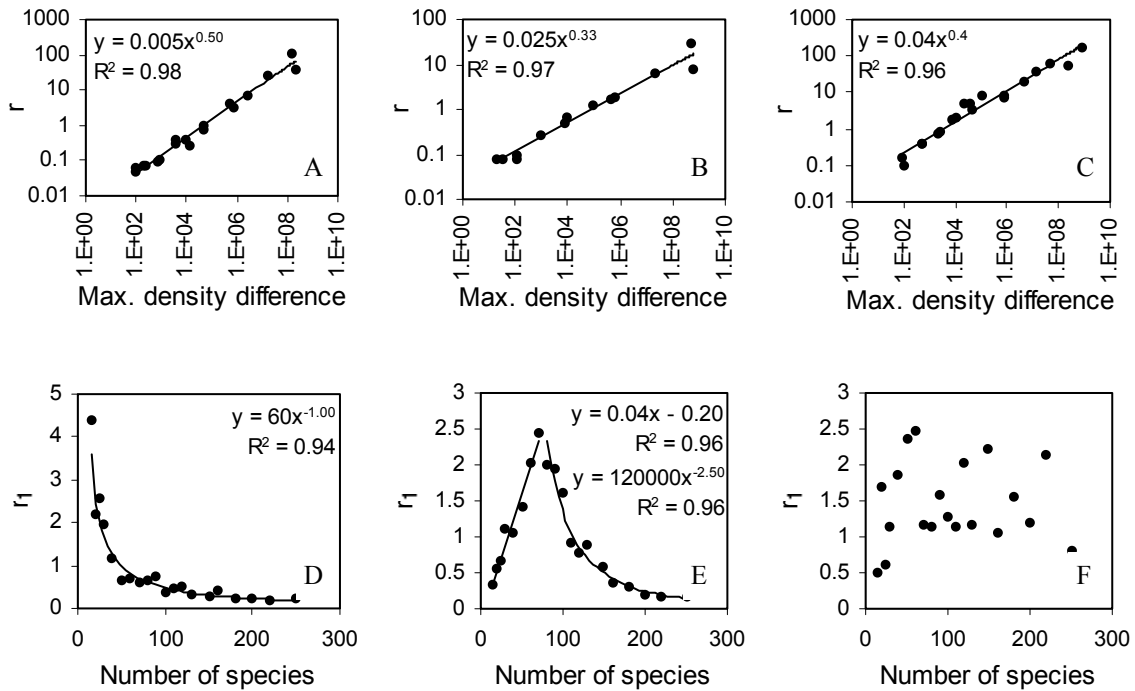 1000
100
10
1
0.1
0.01
r
y = 0.005x^0.50
R² = 0.98
A
1.E+00
1.E+02
1.E+04
1.E+06
1.E+08
1.E+10
Max. density difference
100
10
1
0.1
0.01
r
y = 0.025x^0.33
R² = 0.97
B
1.E+00
1.E+02
1.E+04
1.E+06
1.E+08
1.E+10
Max. density difference
1000
100
10
1
0.1
0.01
r
y = 0.04x^0.4
R² = 0.96
C
1.E+00
1.E+02
1.E+04
1.E+06
1.E+08
1.E+10
Max. density difference
5
4
3
2
1
0
r1
y = 60x^-1.00
R² = 0.94
D
0
100
200
300
Number of species
3
2.5
2
1.5
1
0.5
0
r1
y = 0.04x - 0.20
R² = 0.96
y = 120000x^-2.50
R² = 0.96
E
0
100
200
300
Number of species
3
2.5
2
1.5
1
0.5
0
r1
F
0
100
200
300
Number of species